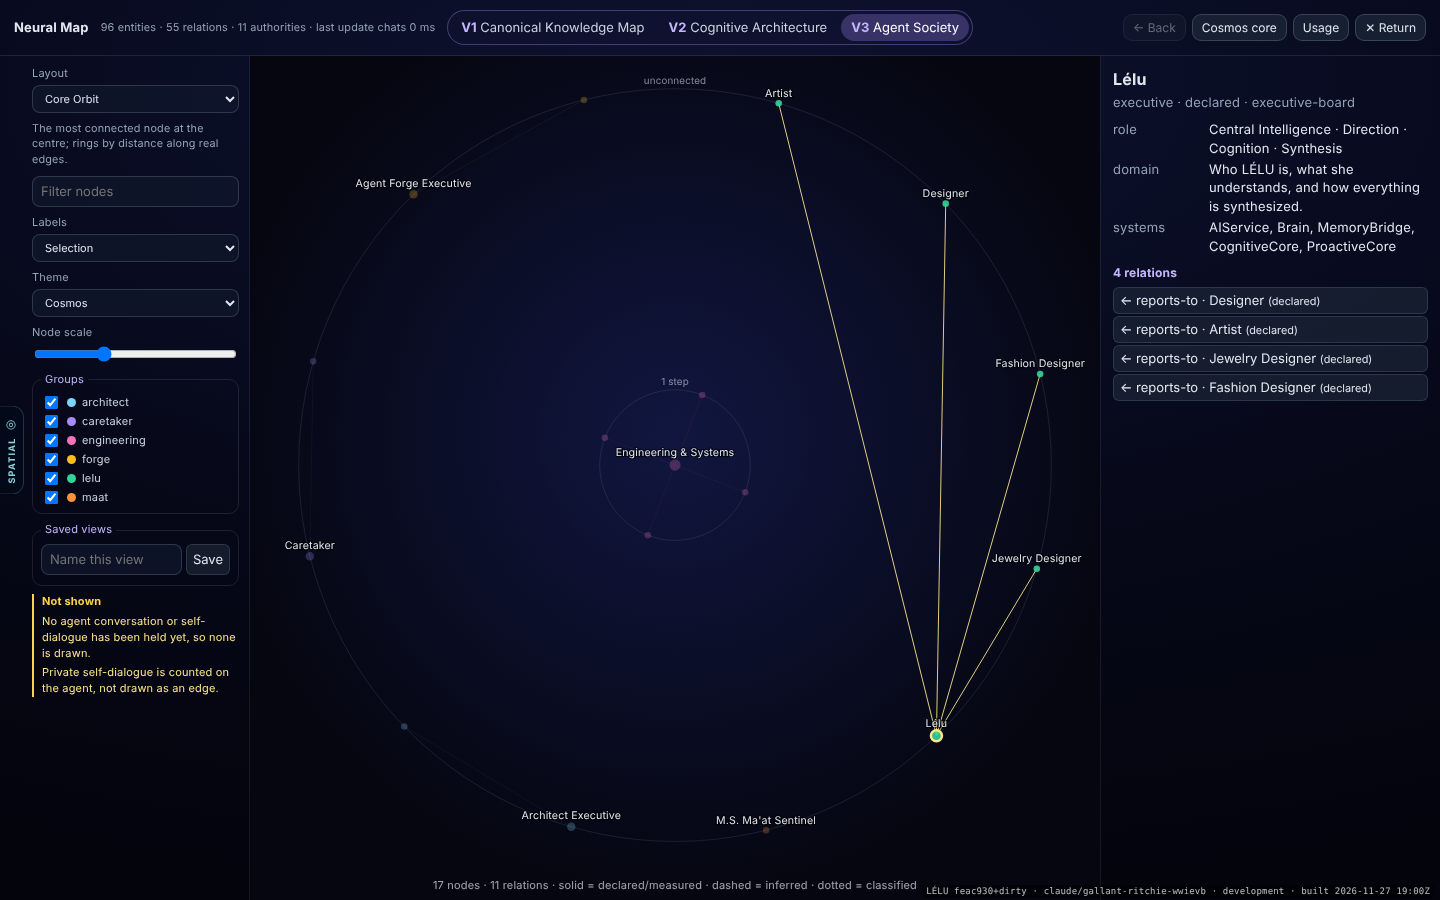 Neural Map
96 entities · 55 relations · 11 authorities · last update chats 0 ms
V1 Canonical Knowledge Map
V2 Cognitive Architecture
V3 Agent Society
← Back
Cosmos core
Usage
✕ Return
SPATIAL ◎
Layout
Core Orbit
The most connected node at the
centre; rings by distance along real
edges.
Filter nodes
Labels
Selection
Theme
Cosmos
Node scale
Groups
architect
caretaker
engineering
forge
lelu
maat
Saved views
Name this view
Save
Not shown
No agent conversation or self-
dialogue has been held yet, so none
is drawn.
Private self-dialogue is counted on
the agent, not drawn as an edge.
unconnected
Artist
Agent Forge Executive
Designer
Fashion Designer
1 step
Engineering & Systems
Caretaker
Jewelry Designer
Lélu
Architect Executive
M.S. Ma'at Sentinel
17 nodes · 11 relations · solid = declared/measured · dashed = inferred · dotted = classified
Lélu
executive · declared · executive-board
role
Central Intelligence · Direction ·
Cognition · Synthesis
domain
Who LÉLU is, what she
understands, and how everything
is synthesized.
systems
AIService, Brain, MemoryBridge,
CognitiveCore, ProactiveCore
4 relations
← reports-to · Designer (declared)
← reports-to · Artist (declared)
← reports-to · Jewelry Designer (declared)
← reports-to · Fashion Designer (declared)
LÉLU feac930+dirty · claude/gallant-ritchie-wwievb · development · built 2026-11-27 19:00Z